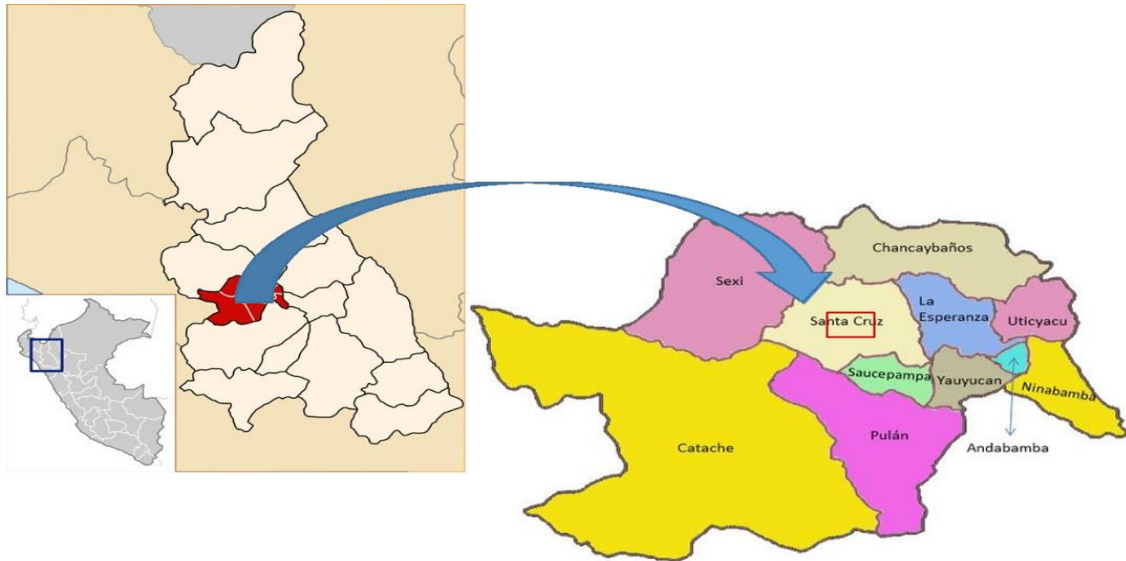 Chancaybaños
Sexi
La
Esperanza
Uticyacu
Santa Cruz
Saucepampa
Yauyucan
Ninabamba
Catache
Pulán
Andabamba